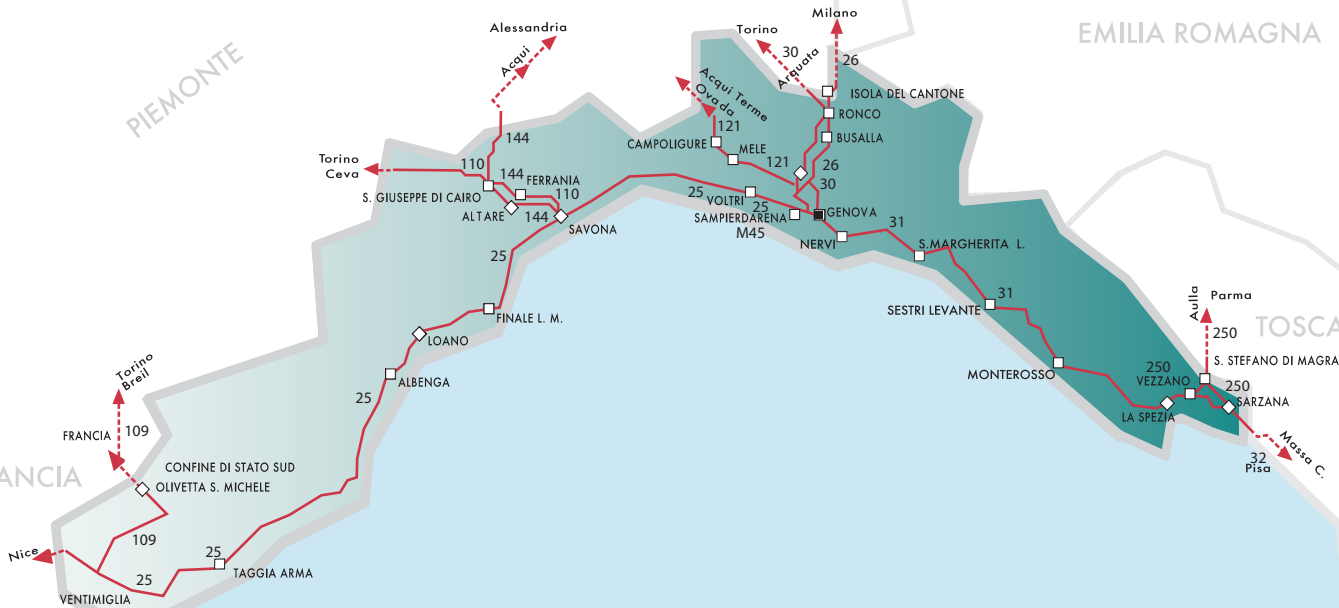 Milano
Alessandria
Torino
EMILIA ROMAGNA
PIEMONTE
Acqui
30
Arquata
26
Acqui Terme
Ovada
ISOLA DEL CANTONE
RONCO
121
CAMPOLIGURE
BUSALLA
144
MELE
Torino
Ceva
110
144
121
26
FERRANIA
110
S. GIUSEPPE DI CAIRO
25
VOLTRI
25
30
ALTARE
144
SAVONA
SAMPIERDARENA
M45
GENOVA
NERVI
31
S.MARGHERITA L.
25
Aulla
Parma
31
SESTRI LEVANTE
FINALE L. M.
250
TOSCA
LOANO
S. STEFANO DI MAGRA
MONTEROSSO
250
VEZZANO
250
SARZANA
Torino
Breil
ALBENGA
25
LA SPEZIA
FRANCIA
109
Massa C.
32
Pisa
CONFINE DI STATO SUD
OLIVETTA S. MICHELE
ANCIA
109
Nice
25
25
TAGGIA ARMA
VENTIMIGLIA